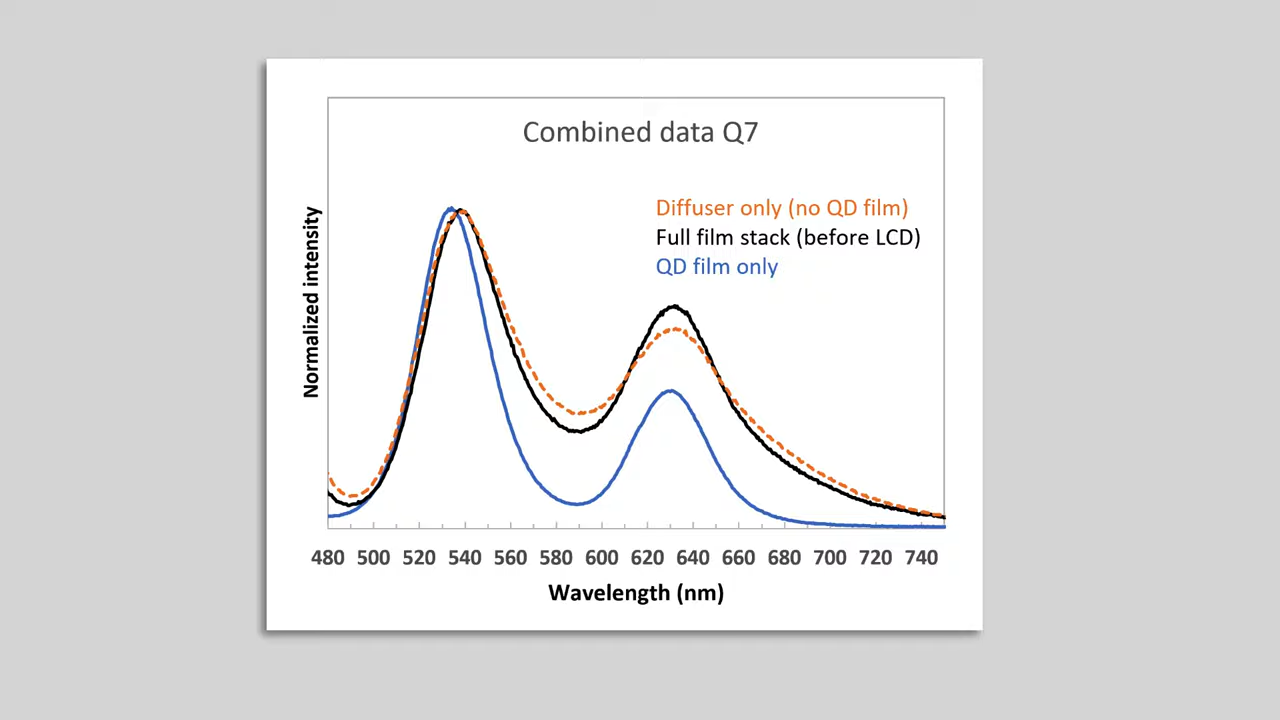 Combined data Q7
Diffuser only (no QD film)
Full film stack (before LCD)
QD film only
Normalized intensity
480 500 520 540 560 580 600 620 640 660 680 700 720 740
Wavelength (nm)